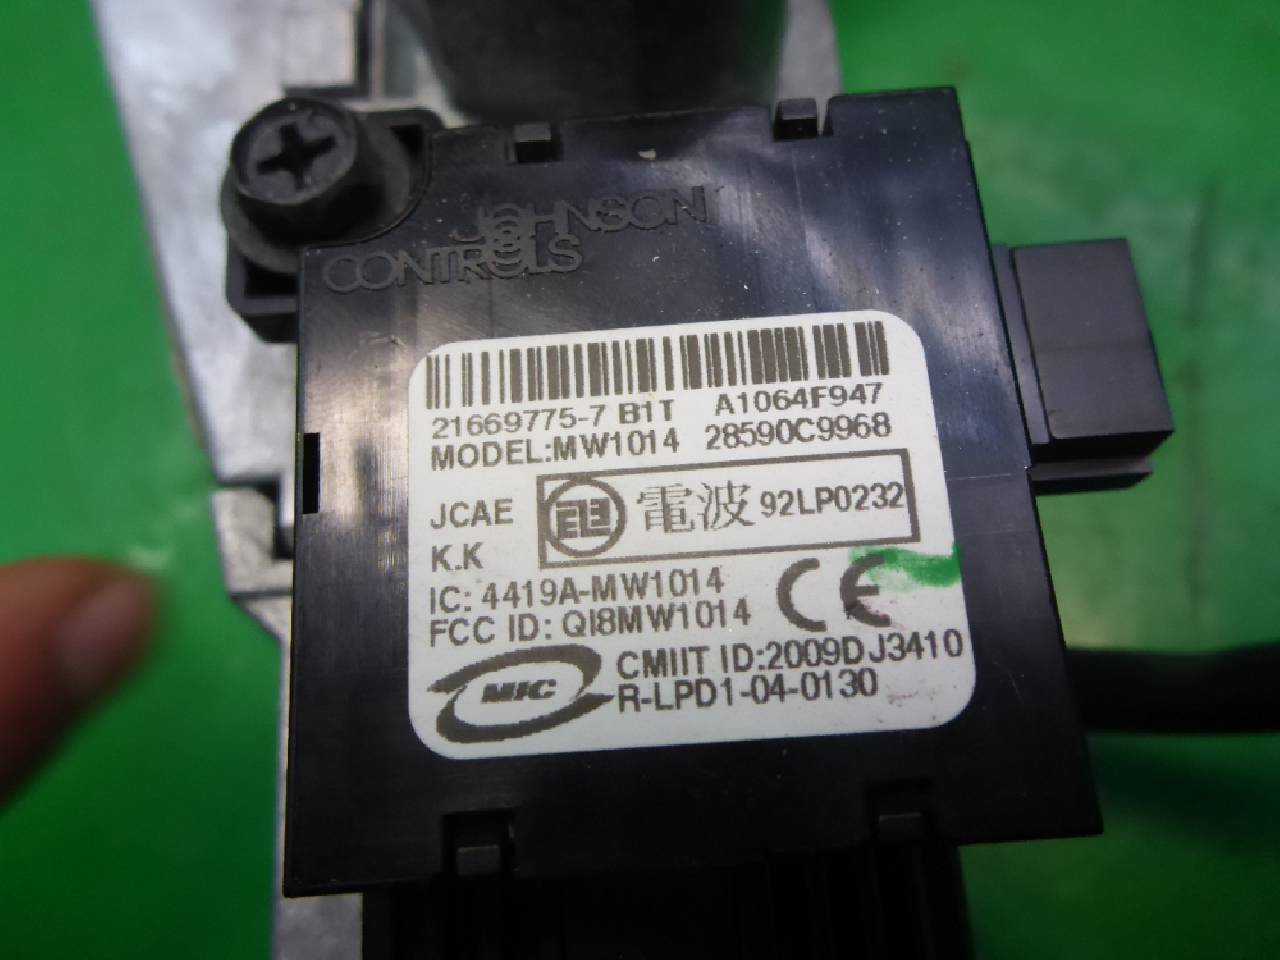 JOHNSON
CONTROLS
21669775-7 B1T A1064F947
MODEL:MW1014 28590C9968
JCAE
K.K
電波 92LP0232
IC: 4419A-MW1014
FCC ID: QI8MW1014
CE
CMIIT ID:2009DJ3410
R-LPD1-04-0130
MIC